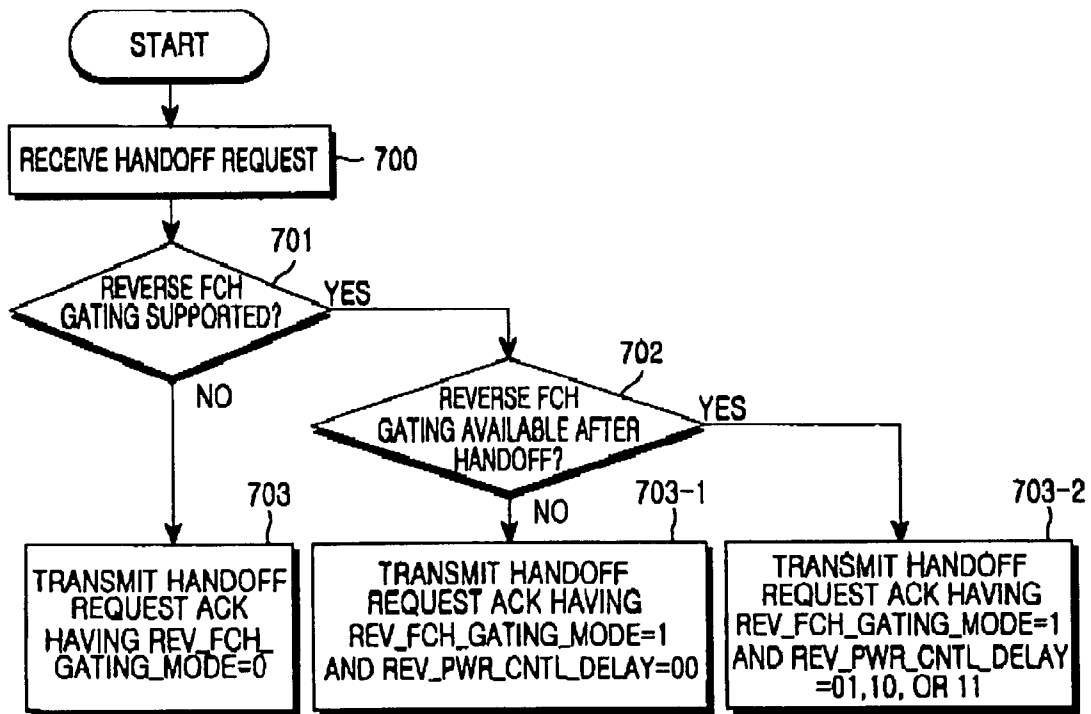 START
RECEIVE HANDOFF REQUEST
700
701
REVERSE FCH
GATING SUPPORTED?
YES
NO
702
REVERSE FCH
GATING AVAILABLE AFTER
HANDOFF?
YES
NO
703
TRANSMIT HANDOFF
REQUEST ACK
HAVING REV_FCH_
GATING_MODE=0
703-1
TRANSMIT HANDOFF
REQUEST ACK HAVING
REV_FCH_GATING_MODE=1
AND REV_PWR_CNTL_DELAY=00
703-2
TRANSMIT HANDOFF
REQUEST ACK HAVING
REV_FCH_GATING_MODE=1
AND REV_PWR_CNTL_DELAY
=01,10, OR 11